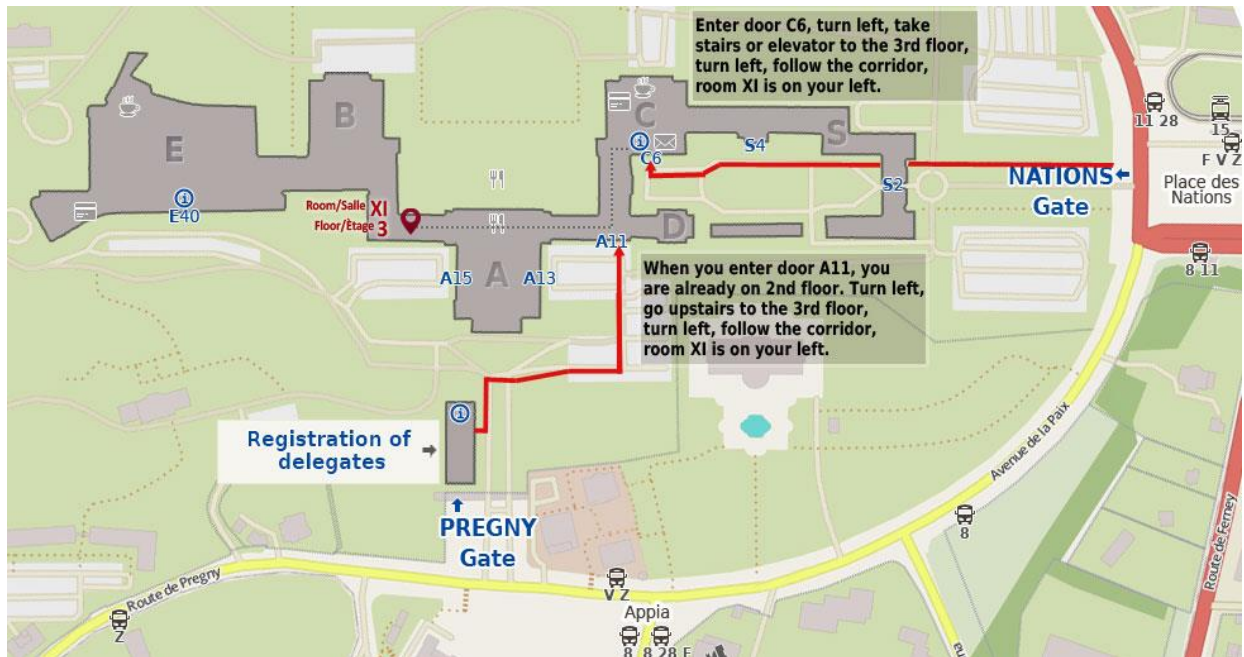 Enter door C6, turn left, take
stairs or elevator to the 3rd floor,
turn left, follow the corridor,
room XI is on your left.
11 28
15
F V Z
Place des
Nations
NATIONS
Gate
8 11
E
B
C
S
C6
S4
S2
E40
Room/Salle XI
Floor/Étage 3
D
A11
A
A15
A13
When you enter door A11, you
are already on 2nd floor. Turn left,
go upstairs to the 3rd floor,
turn left, follow the corridor,
room XI is on your left.
Registration of
delegates
PREGNY
Gate
Avenue de la Paix
Route de Ferney
8
Route de Pregny
Z
V Z
Appia
8
8 28 F